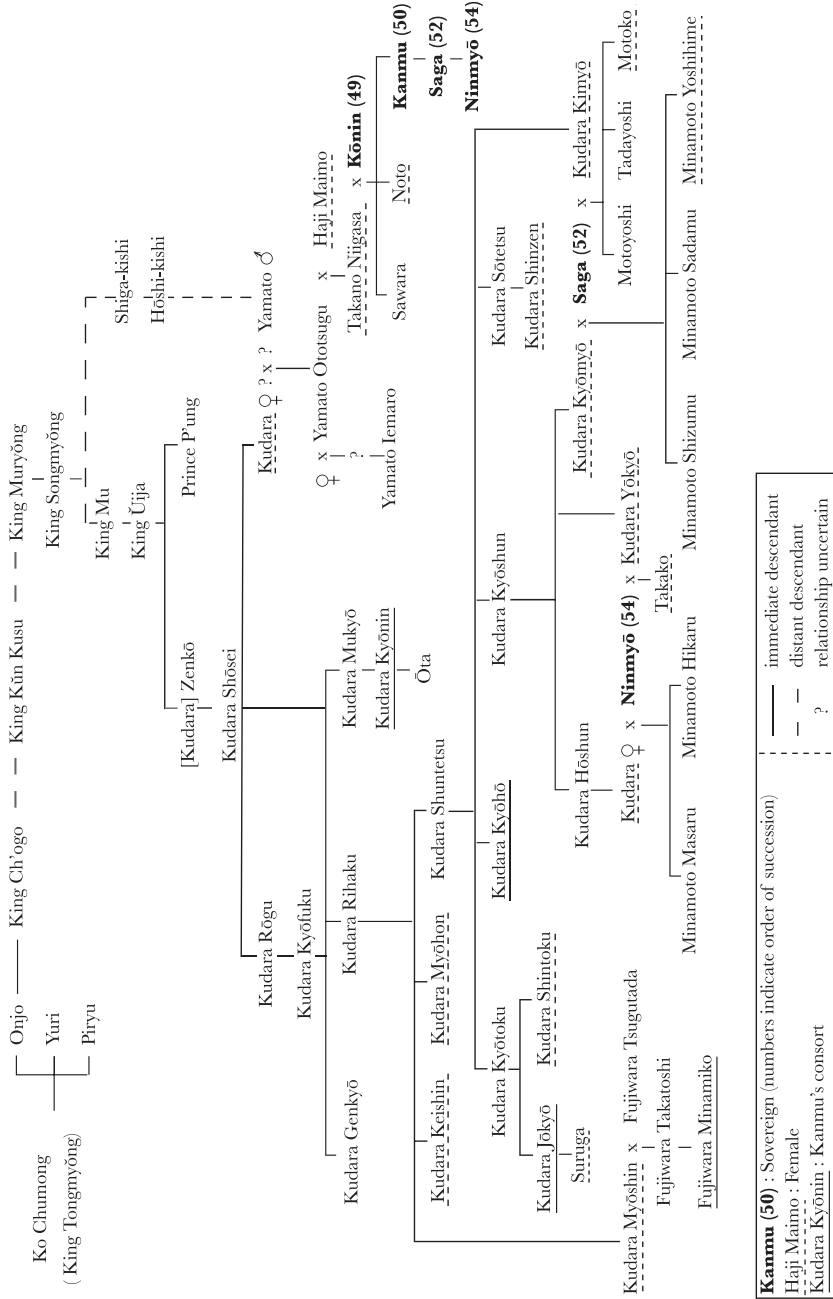 Ko Chumong
( King Tongmyŏng)
Onjo
Yuri
Piryu
King Ch'ogo
King Kŭn Kusu
King Muryŏng
King Songmyŏng
King Mu
King Ŭija
Shiga-kishi
Hōshi-kishi
[Kudara] Zenkō
Prince P'ung
Kudara Shōsei
Kudara ♀ ? x ? Yamato ♂
Kudara Rōgu
Kudara Kyōfuku
♀ x Yamato Ototsugu x Haji Maimo
?
Yamato Iemaro
Takano Niigasa x Kōnin (49)
Kudara Genkyō
Kudara Rihaku
Kudara Mukyō
Kudara Kyōnin
Ōta
Sawara
Noto
Kanmu (50)
Saga (52)
Ninmyō (54)
Kudara Keishin
Kudara Myōhon
Kudara Shuntetsu
Kudara Kyōtoku
Kudara Kyōhō
Kudara Kyōshun
Kudara Sōtetsu
Kudara Shinzen
Kudara Jōkyō
Suruga
Kudara Shintoku
Kudara Hōshun
Kudara Kyōmyō x Saga (52) x Kudara Kimyō
Motoyoshi
Tadayoshi
Motoko
Kudara Myōshin x Fujiwara Tsugutada
Fujiwara Takatoshi
Fujiwara Minamiko
Kudara ♀ x Ninmyō (54) x Kudara Yōkyō
Takako
Minamoto Masaru
Minamoto Hikaru
Minamoto Shizumu
Minamoto Sadamu
Minamoto Yoshihime
Kanmu (50) : Sovereign (numbers indicate order of succession)
Haji Maimo : Female
Kudara Kyōnin : Kanmu's consort
immediate descendant
distant descendant
? relationship uncertain